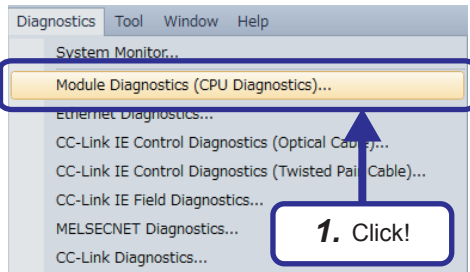 Diagnostics Tool Window Help
System Monitor...
Module Diagnostics (CPU Diagnostics)...
Ethernet Diagnostics...
CC-Link IE Control Diagnostics (Optical Cable)...
CC-Link IE Control Diagnostics (Twisted Pair Cable)...
CC-Link IE Field Diagnostics...
MELSECNET Diagnostics...
1. Click!
CC-Link Diagnostics...